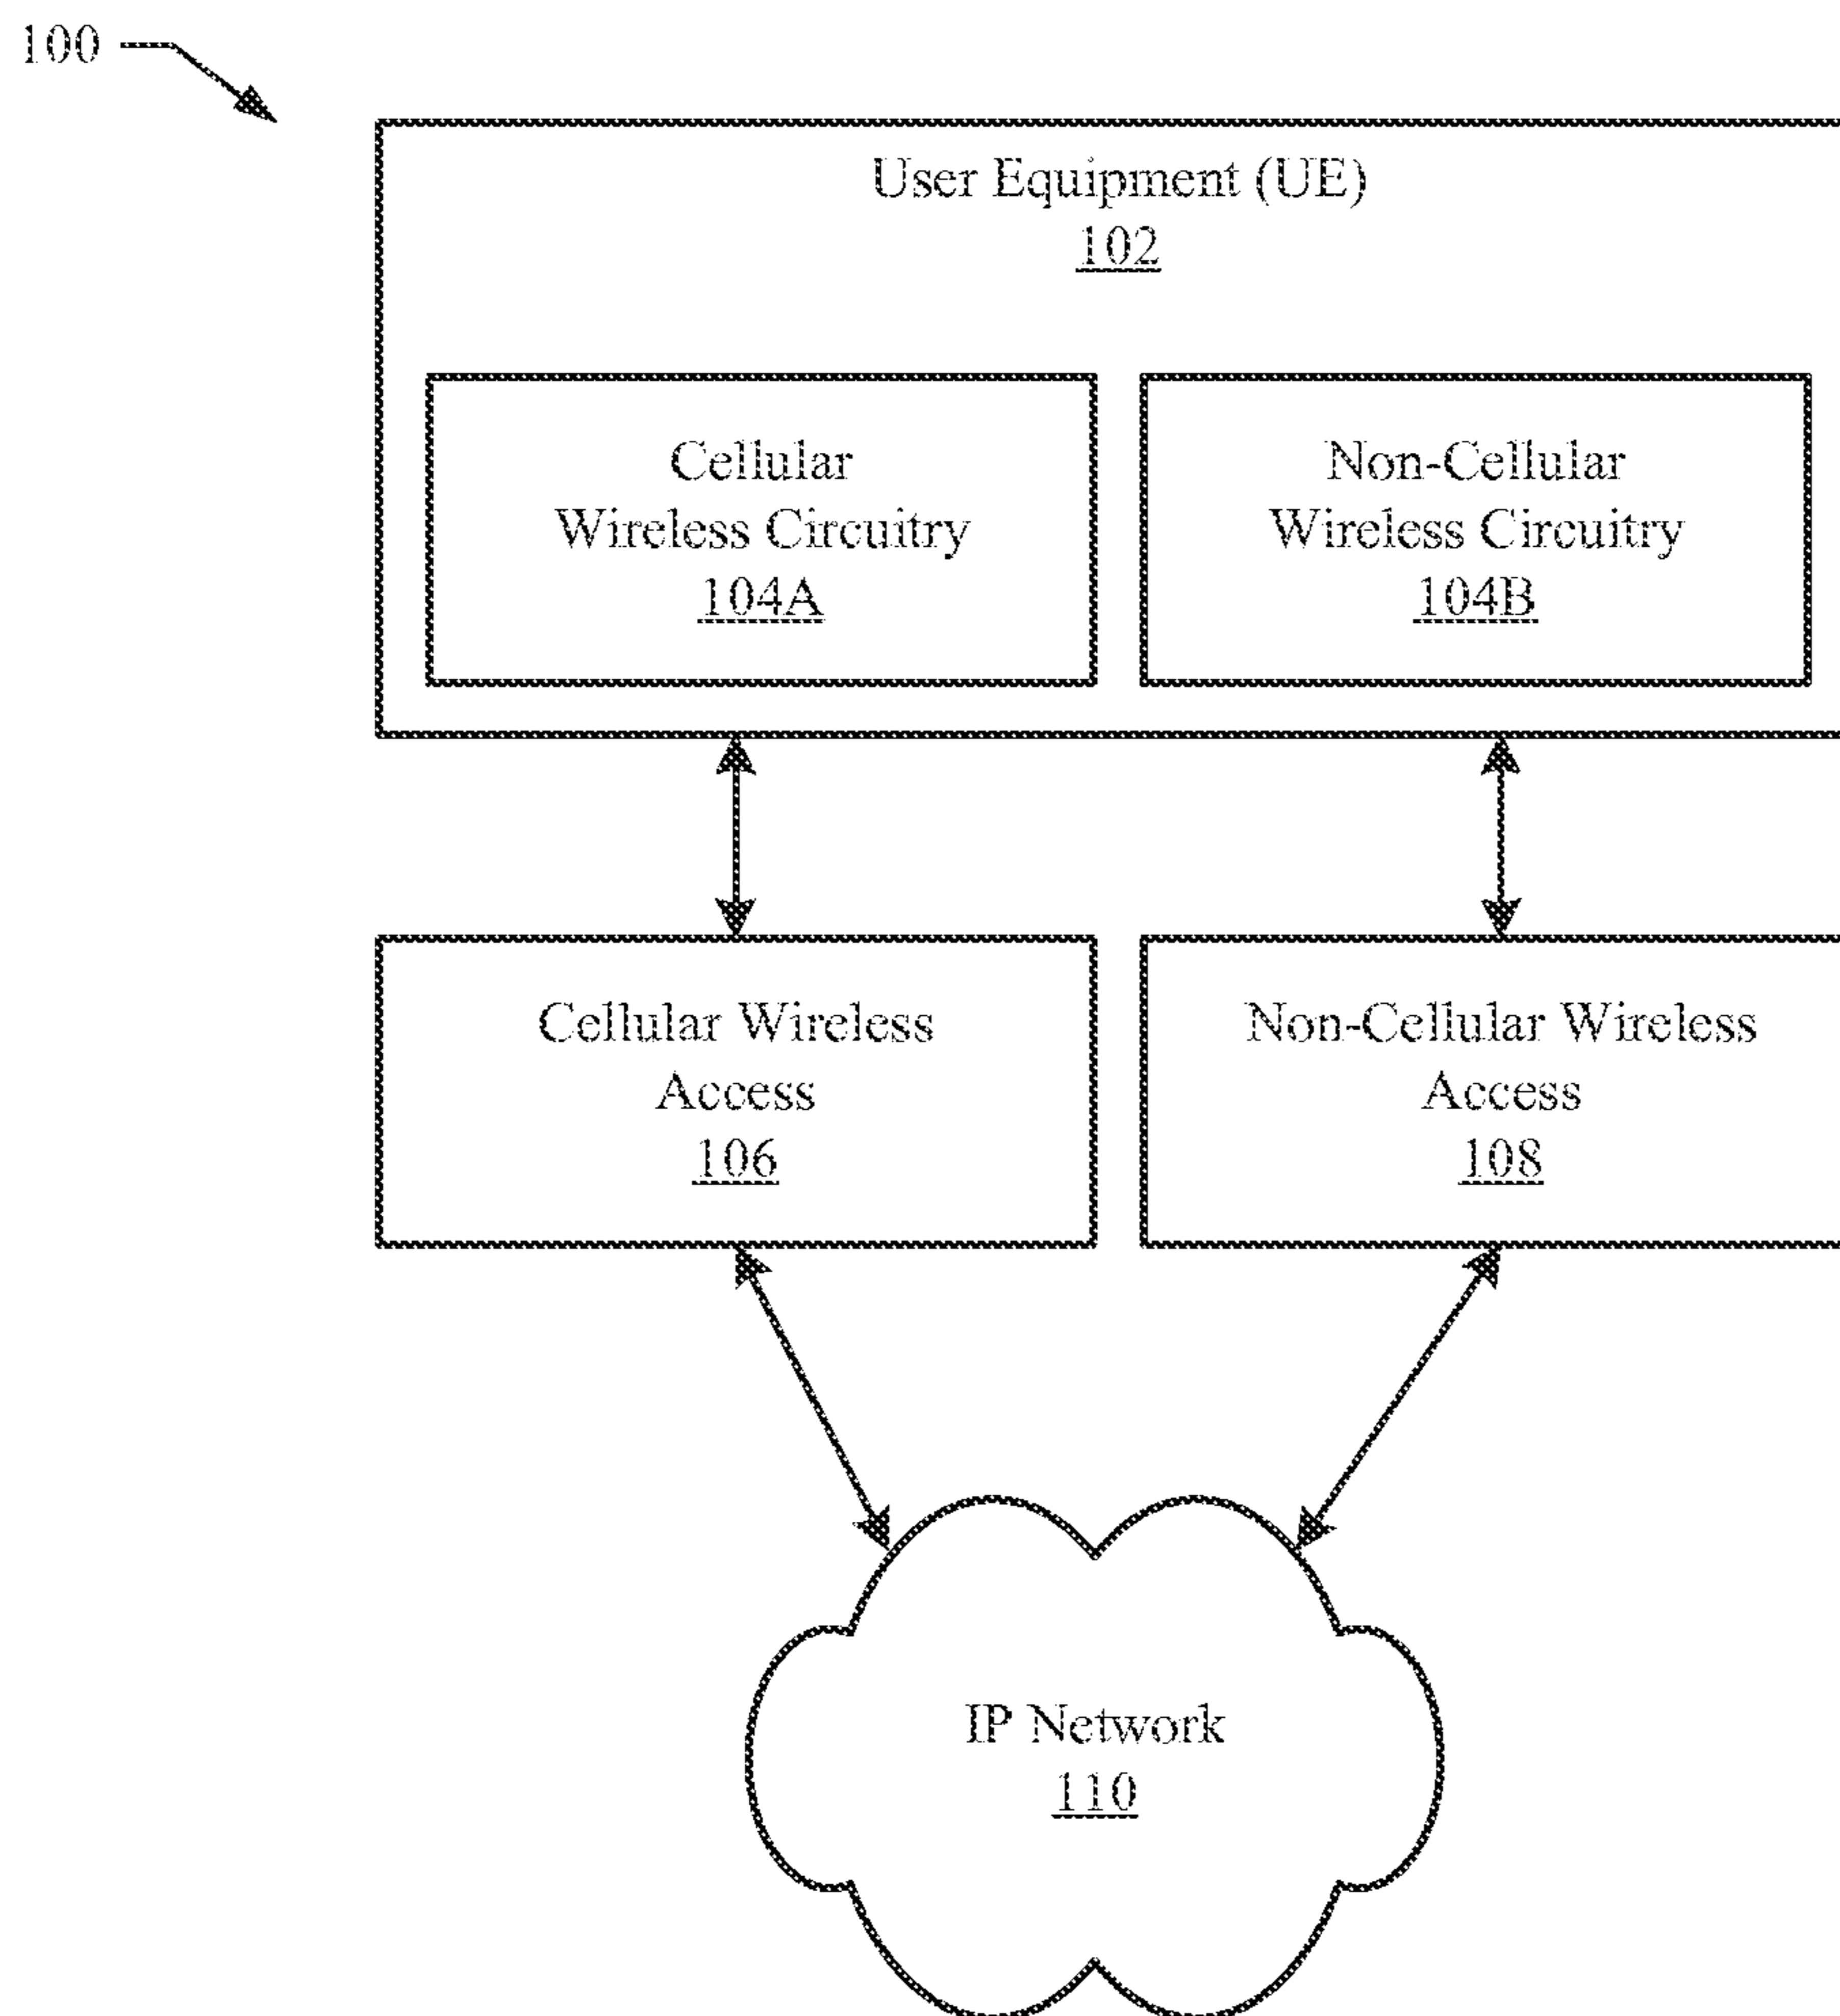 100
User Equipment (UE)
102
Cellular
Wireless Circuitry
104A
Non-Cellular
Wireless Circuitry
104B
Cellular Wireless
Access
106
Non-Cellular Wireless
Access
108
IP Network
110